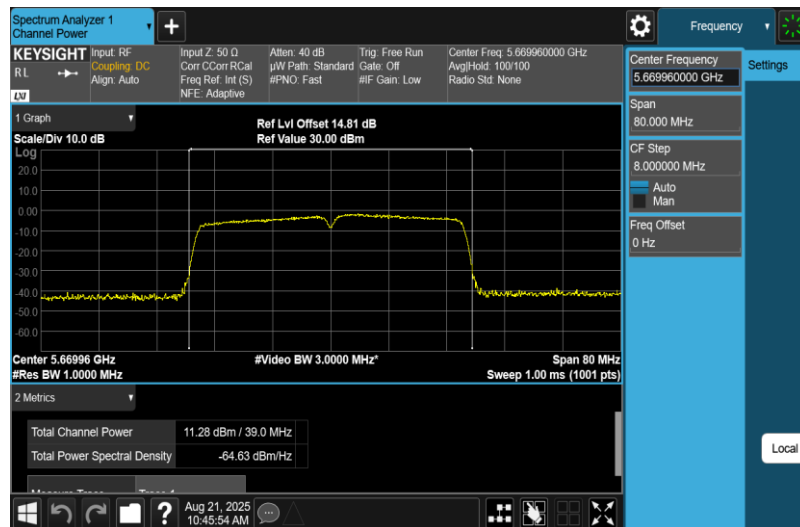 Spectrum Analyzer 1
Channel Power
+
Frequency
KEYSIGHT
RL
LXI
Input: RF
Coupling: DC
Align: Auto
Input Z: 50 Ω
Corr CCorr RCal
Freq Ref: Int (S)
NFE: Adaptive
Atten: 40 dB
µW Path: Standard
#PNO: Fast
Trig: Free Run
Gate: Off
#IF Gain: Low
Center Freq: 5.669960000 GHz
Avg|Hold: 100/100
Radio Std: None
Center Frequency
5.669960000 GHz
Settings
Span
80.000 MHz
CF Step
8.000000 MHz
Auto
Man
Freq Offset
0 Hz
Local
1 Graph
Scale/Div 10.0 dB
Ref Lvl Offset 14.81 dB
Ref Value 30.00 dBm
Log
20.0
10.0
0.00
-10.0
-20.0
-30.0
-40.0
-50.0
-60.0
Center 5.66996 GHz
#Video BW 3.0000 MHz*
Span 80 MHz
#Res BW 1.0000 MHz
Sweep 1.00 ms (1001 pts)
2 Metrics
Total Channel Power 11.28 dBm / 39.0 MHz
Total Power Spectral Density -64.63 dBm/Hz
?
Aug 21, 2025
10:45:54 AM